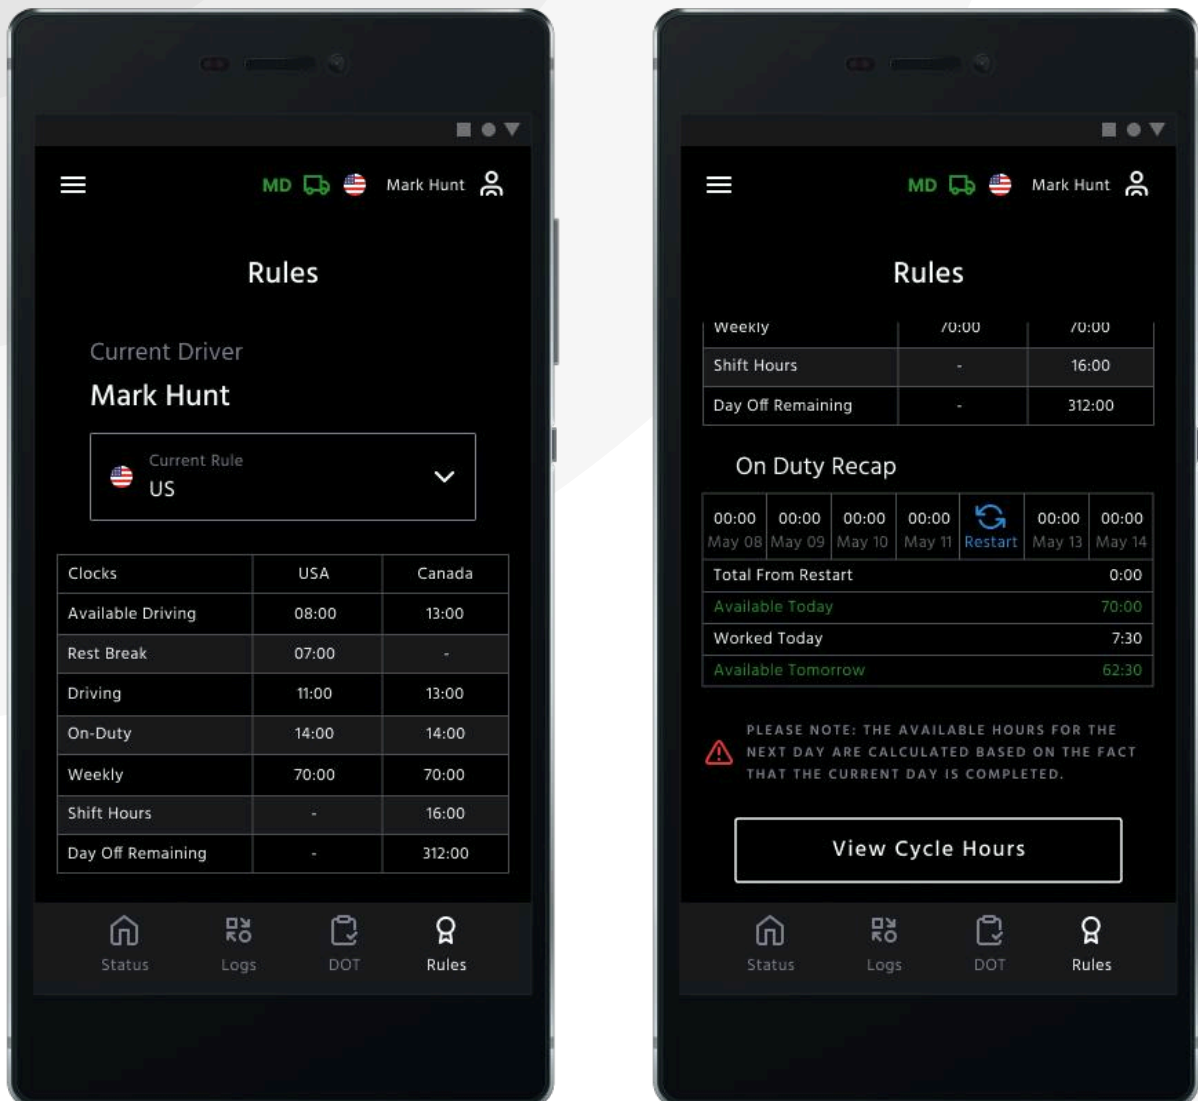 MD Mark Hunt
Rules
Current Driver
Mark Hunt
Current Rule
US
Clocks USA Canada
Available Driving 08:00 13:00
Rest Break 07:00 -
Driving 11:00 13:00
On-Duty 14:00 14:00
Weekly 70:00 70:00
Shift Hours - 16:00
Day Off Remaining - 312:00
Status Logs DOT Rules
MD Mark Hunt
Rules
Weekly 70:00 70:00
Shift Hours - 16:00
Day Off Remaining - 312:00
On Duty Recap
00:00 00:00 00:00 00:00 00:00 00:00
May 08 May 09 May 10 May 11 Restart May 13 May 14
Total From Restart 0:00
Available Today 70:00
Worked Today 7:30
Available Tomorrow 62:30
PLEASE NOTE: THE AVAILABLE HOURS FOR THE
NEXT DAY ARE CALCULATED BASED ON THE FACT
THAT THE CURRENT DAY IS COMPLETED.
View Cycle Hours
Status Logs DOT Rules